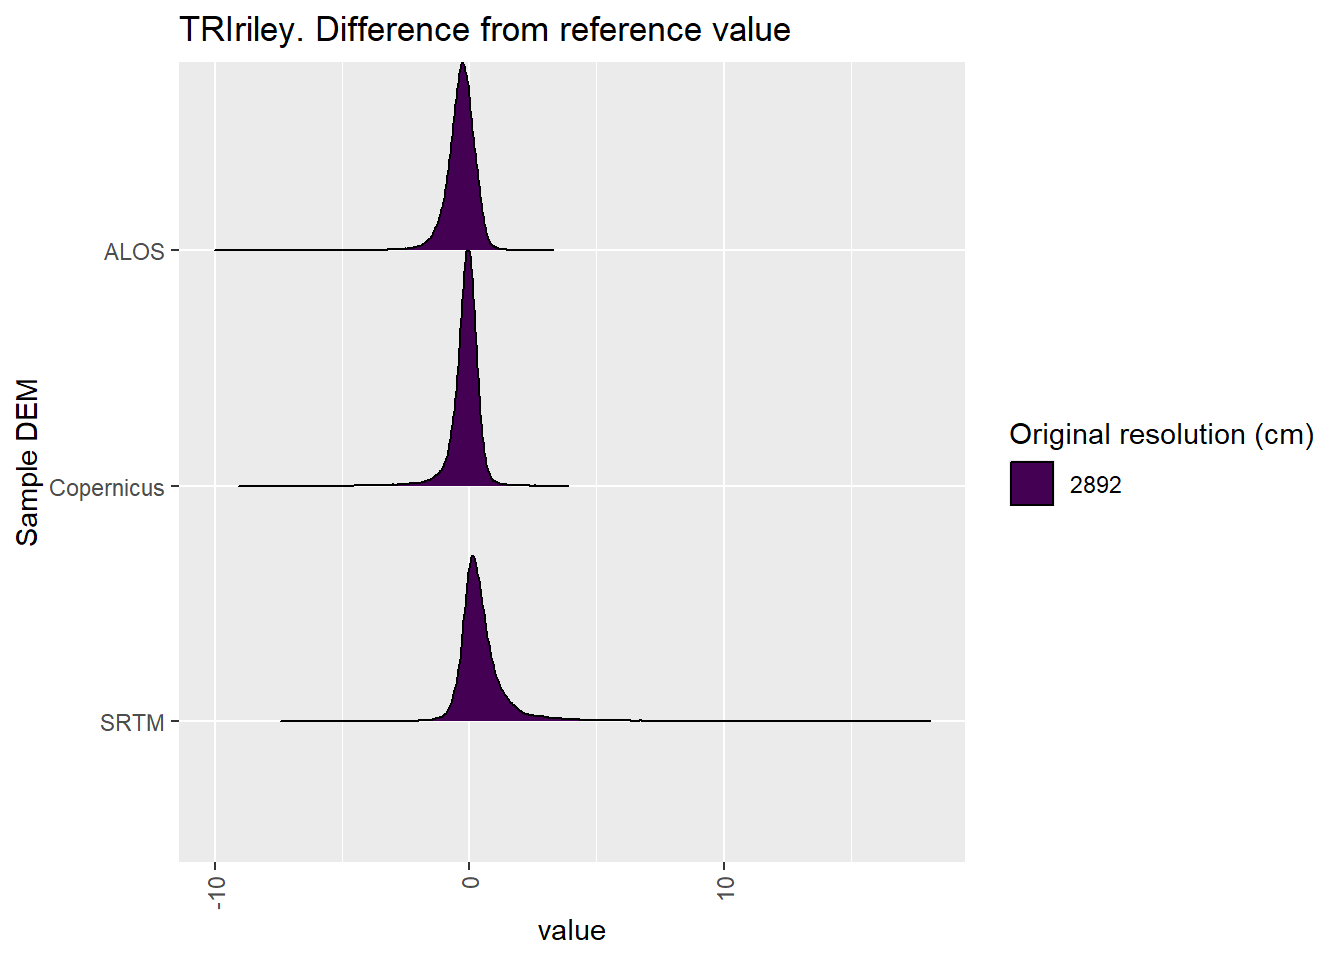 TRIriley. Difference from reference value
ALOS
Copernicus
SRTM
Sample DEM
-10
0
10
value
Original resolution (cm)
2892